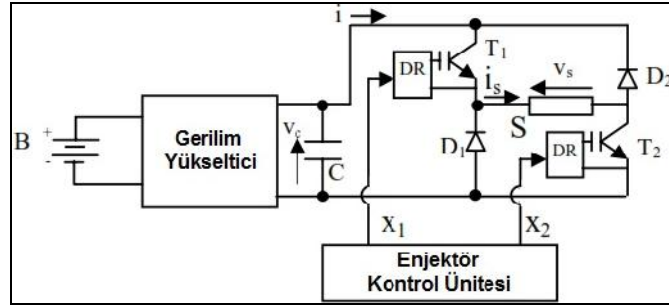 i
T1
D2
DR
is
vs
B
+
-
Gerilim
Yükseltici
vc
C
D1
S
DR
T2
x1
x2
Enjektör
Kontrol Ünitesi